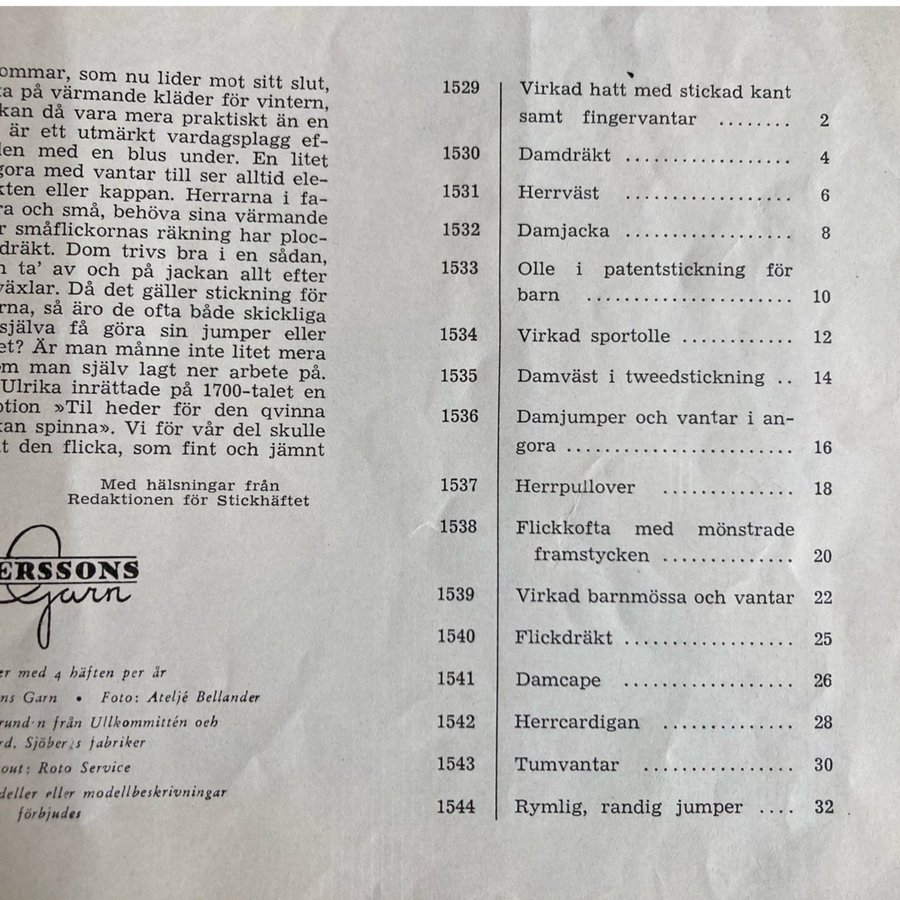 ommar, som nu lider mot sitt slut,
a på värmande kläder för vintern,
kan då vara mera praktiskt än en
är ett utmärkt vardagsplagg ef-
len med en blus under. En litet
gora med vantar till ser alltid ele-
kten eller kappan. Herrarna i fa-
ra och små, behöva sina värmande
r småflickornas räkning har ploc-
dräkt. Dom trivs bra i en sådan,
n ta' av och på jackan allt efter
växlar. Då det gäller stickning för
rna, så äro de ofta både skickliga
själva få göra sin jumper eller
et? Är man månne inte litet mera
om man själv lagt ner arbete på.
Ulrika inrättade på 1700-talet en
ption »Til heder för den qvinna
kan spinna». Vi för vår del skulle
t den flicka, som fint och jämnt
Med hälsningar från
Redaktionen för Stickhäftet
ERSSONS
Garn
er med 4 häften per år
ns Garn • Foto: Ateljé Bellander
rund·n från Ullkommittén oeh
rd. Sjöbergs fabriker
out: Roto Service
deller eller modellbeskrivningar
förbjudes
1529 Virkad hatt med stickad kant
samt fingervantar ........ 2
1530 Damdräkt .................. 4
1531 Herrväst .................. 6
1532 Damjacka .................. 8
1533 Olle i patentstickning för
barn ...................... 10
1534 Virkad sportolle ............ 12
1535 Damväst i tweedstickning .. 14
1536 Damjumper och vantar i an-
gora ........................ 16
1537 Herrpullover .............. 18
1538 Flickkofta med mönstrade
framstycken .............. 20
1539 Virkad barnmössa och vantar 22
1540 Flickdräkt .................. 25
1541 Damcape .................. 26
1542 Herrcardigan .............. 28
1543 Tumvantar ................ 30
1544 Rymlig, randig jumper .... 32